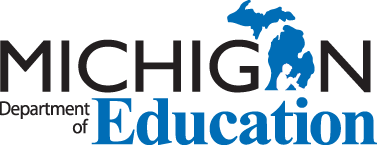 MICHIGAN
Department
of Education